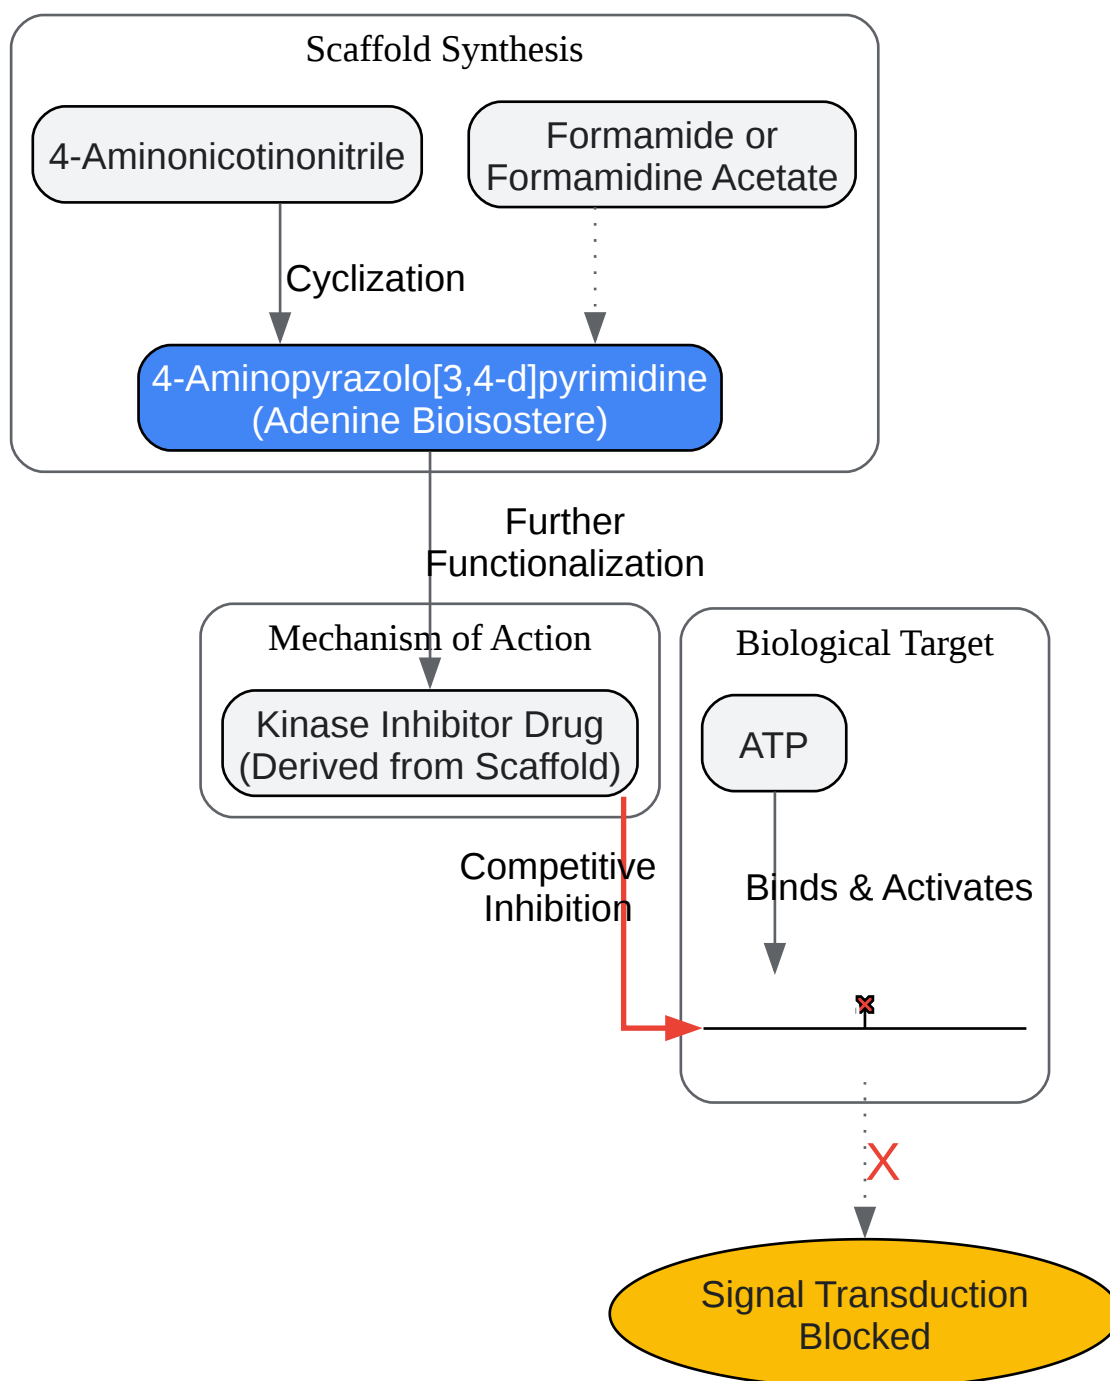 Scaffold Synthesis
4-Aminonicotinonitrile
Formamide or
Formamidine Acetate
Cyclization
4-Aminopyrazolo[3,4-d]pyrimidine
(Adenine Bioisostere)
Further
Functionalization
Mechanism of Action
Biological Target
Kinase Inhibitor Drug
(Derived from Scaffold)
ATP
Competitive
Inhibition
Binds & Activates
X
Signal Transduction
Blocked